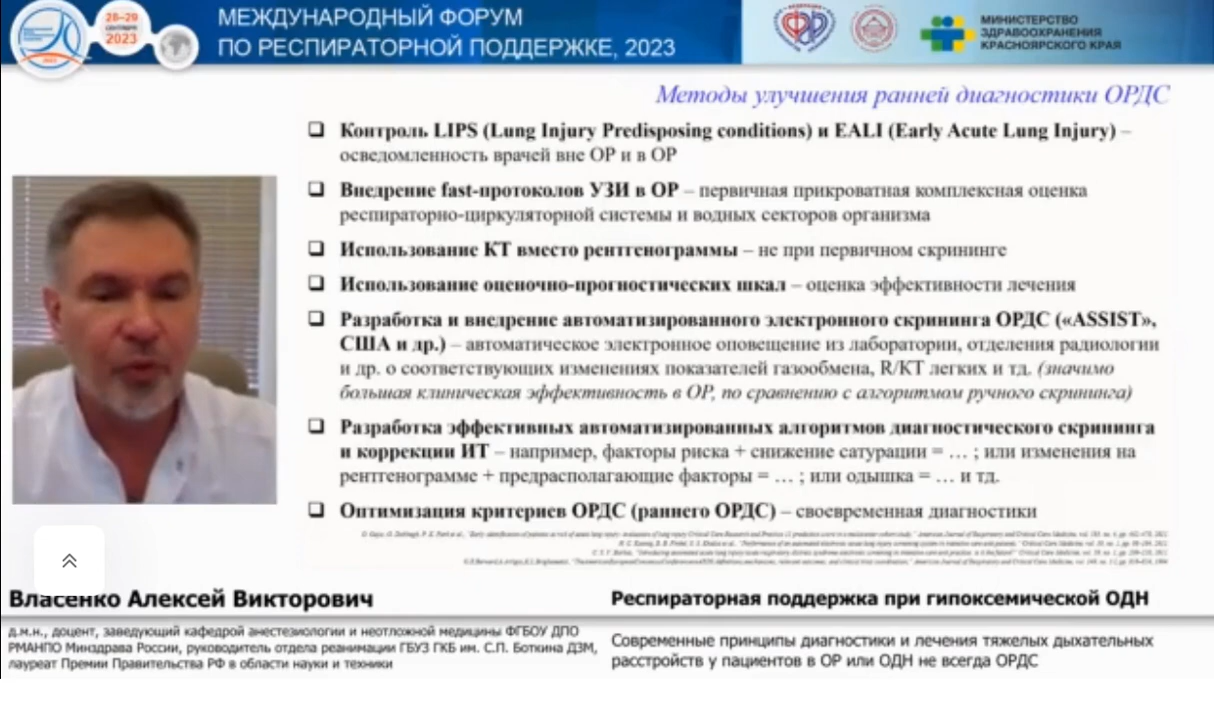 28–29
СЕНТЯБРЯ
2023
МЕЖДУНАРОДНЫЙ ФОРУМ
ПО РЕСПИРАТОРНОЙ ПОДДЕРЖКЕ, 2023
МИНИСТЕРСТВО
ЗДРАВООХРАНЕНИЯ
КРАСНОЯРСКОГО КРАЯ
Методы улучшения ранней диагностики ОРДС
Контроль LIPS (Lung Injury Predisposing conditions) и EALI (Early Acute Lung Injury) –
осведомленность врачей вне ОР и в ОР
Внедрение fast-протоколов УЗИ в ОР – первичная прикроватная комплексная оценка
респираторно-циркуляторной системы и водных секторов организма
Использование КТ вместо рентгенограммы – не при первичном скрининге
Использование оценочно-прогностических шкал – оценка эффективности лечения
Разработка и внедрение автоматизированного электронного скрининга ОРДС («ASSIST»,
США и др.) – автоматическое электронное оповещение из лаборатории, отделения радиологии
и др. о соответствующих изменениях показателей газообмена, R/КТ легких и тд. (значимо
большая клиническая эффективность в ОР, по сравнению с алгоритмом ручного скрининга)
Разработка эффективных автоматизированных алгоритмов диагностического скрининга
и коррекции ИТ – например, факторы риска + снижение сатурации = … ; или изменения на
рентгенограмме + предрасполагающие факторы = … ; или одышка = … и тд.
Оптимизация критериев ОРДС (раннего ОРДС) – своевременная диагностики
Власенко Алексей Викторович
д.м.н., доцент, заведующий кафедрой анестезиологии и неотложной медицины ФГБОУ ДПО
РМАНПО Минздрава России, руководитель отдела реанимации ГБУЗ ГКБ им. С.П. Боткина ДЗМ,
лауреат Премии Правительства РФ в области науки и техники
Респираторная поддержка при гипоксемической ОДН
Современные принципы диагностики и лечения тяжелых дыхательных
расстройств у пациентов в ОР или ОДН не всегда ОРДС